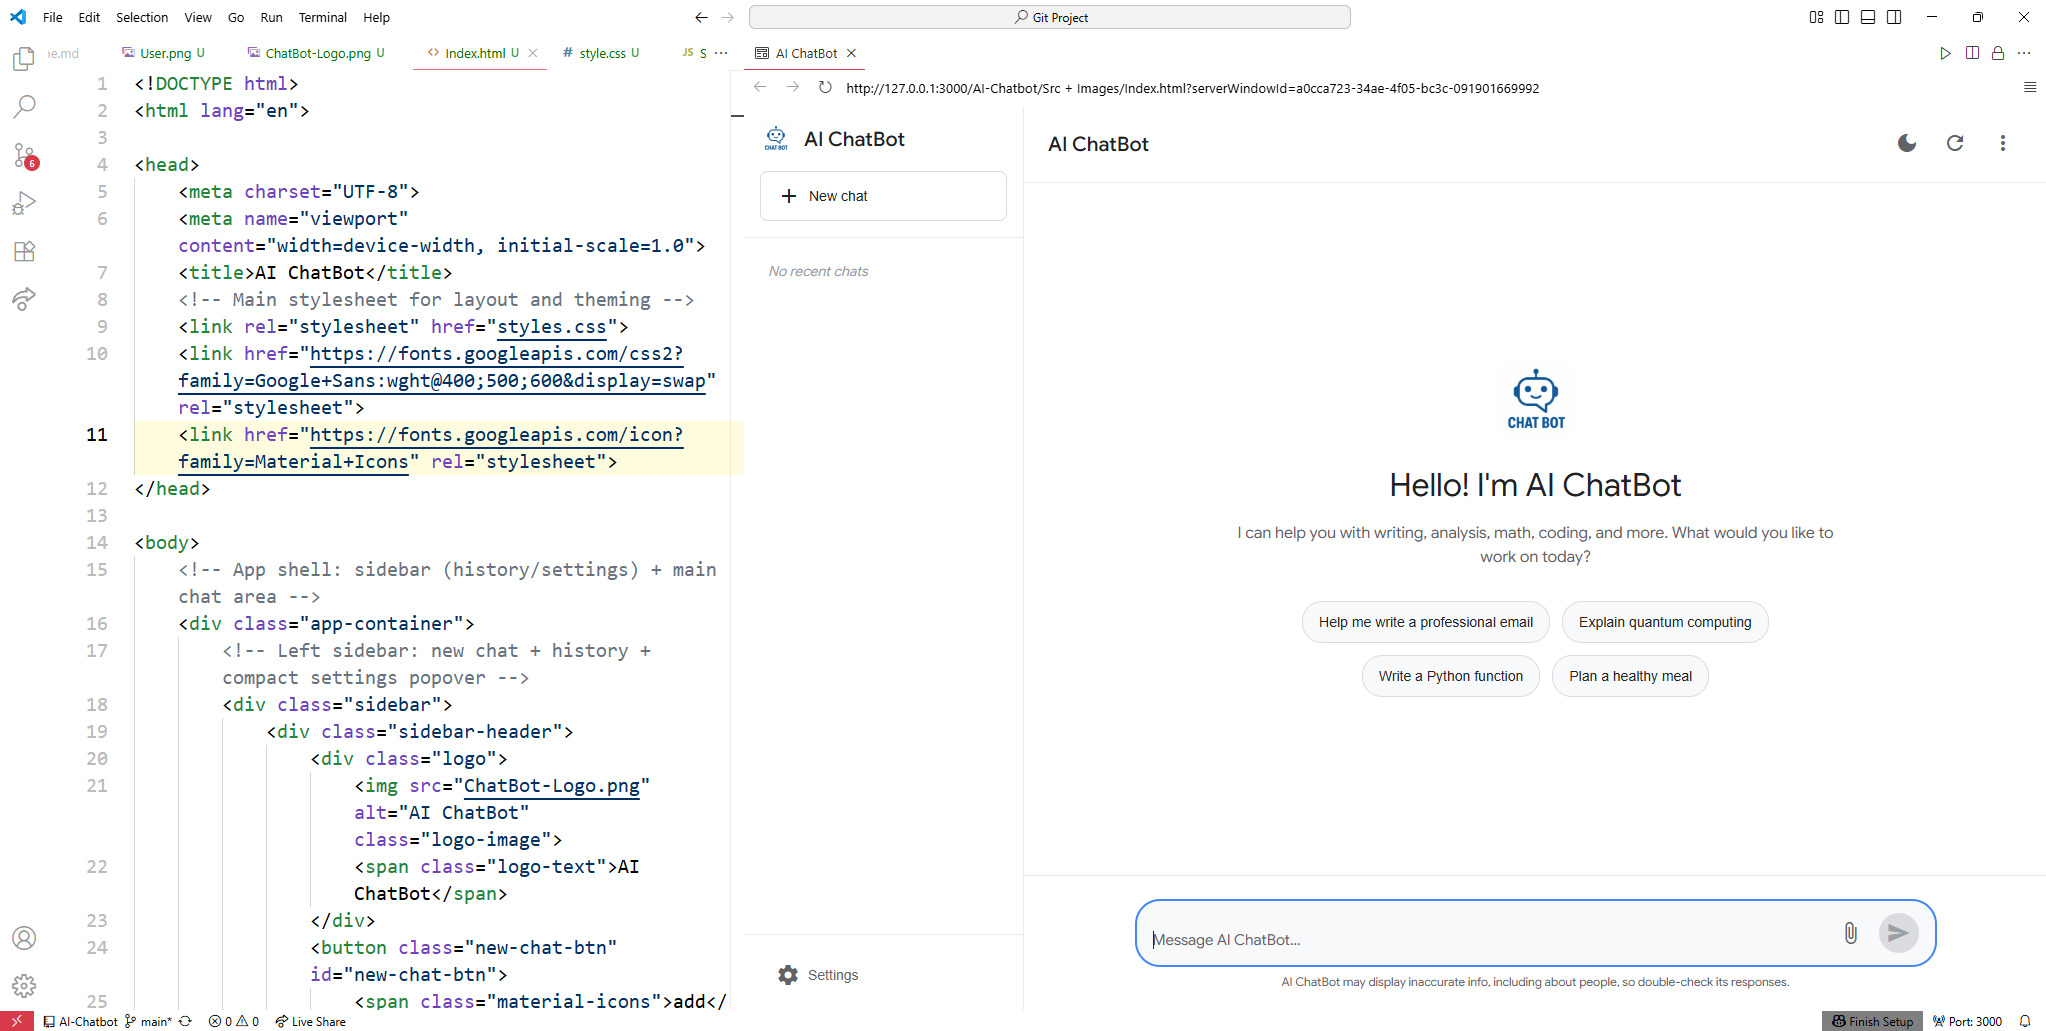 File Edit Selection View Go Run Terminal Help
Git Project
ne.md User.png U ChatBot-Logo.png U <> Index.html U # style.css U JS S ...
AI ChatBot
1 <!DOCTYPE html>
2 <html lang="en">
3
4 <head>
5 <meta charset="UTF-8">
6 <meta name="viewport"
content="width=device-width, initial-scale=1.0">
7 <title>AI ChatBot</title>
8 <!-- Main stylesheet for layout and theming -->
9 <link rel="stylesheet" href="styles.css">
10 <link href="https://fonts.googleapis.com/css2?
family=Google+Sans:wght@400;500;600&display=swap"
rel="stylesheet">
11 <link href="https://fonts.googleapis.com/icon?
family=Material+Icons" rel="stylesheet">
12 </head>
13
14 <body>
15 <!-- App shell: sidebar (history/settings) + main
chat area -->
16 <div class="app-container">
17 <!-- Left sidebar: new chat + history +
compact settings popover -->
18 <div class="sidebar">
19 <div class="sidebar-header">
20 <div class="logo">
21 <img src="ChatBot-Logo.png"
alt="AI ChatBot"
class="logo-image">
22 <span class="logo-text">AI
ChatBot</span>
23 </div>
24 <button class="new-chat-btn"
id="new-chat-btn">
25 <span class="material-icons">add</
http://127.0.0.1:3000/AI-Chatbot/Src + Images/Index.html?serverWindowId=a0cca723-34ae-4f05-bc3c-091901669992
CHAT BOT
AI ChatBot
New chat
No recent chats
Settings
AI ChatBot
CHAT BOT
Hello! I'm AI ChatBot
I can help you with writing, analysis, math, coding, and more. What would you like to
work on today?
Help me write a professional email
Explain quantum computing
Write a Python function
Plan a healthy meal
Message AI ChatBot...
AI ChatBot may display inaccurate info, including about people, so double-check its responses.
6
AI-Chatbot main* 0 0 Live Share
Finish Setup Port: 3000